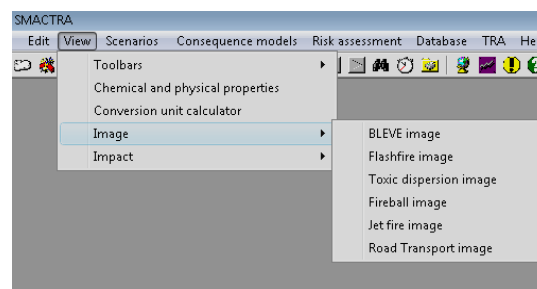 SMACTRA
Edit View Scenarios Consequence models Risk assessment Database TRA He
Toolbars
Chemical and physical properties
Conversion unit calculator
Image
Impact
BLEVE image
Flashfire image
Toxic dispersion image
Fireball image
Jet fire image
Road Transport image